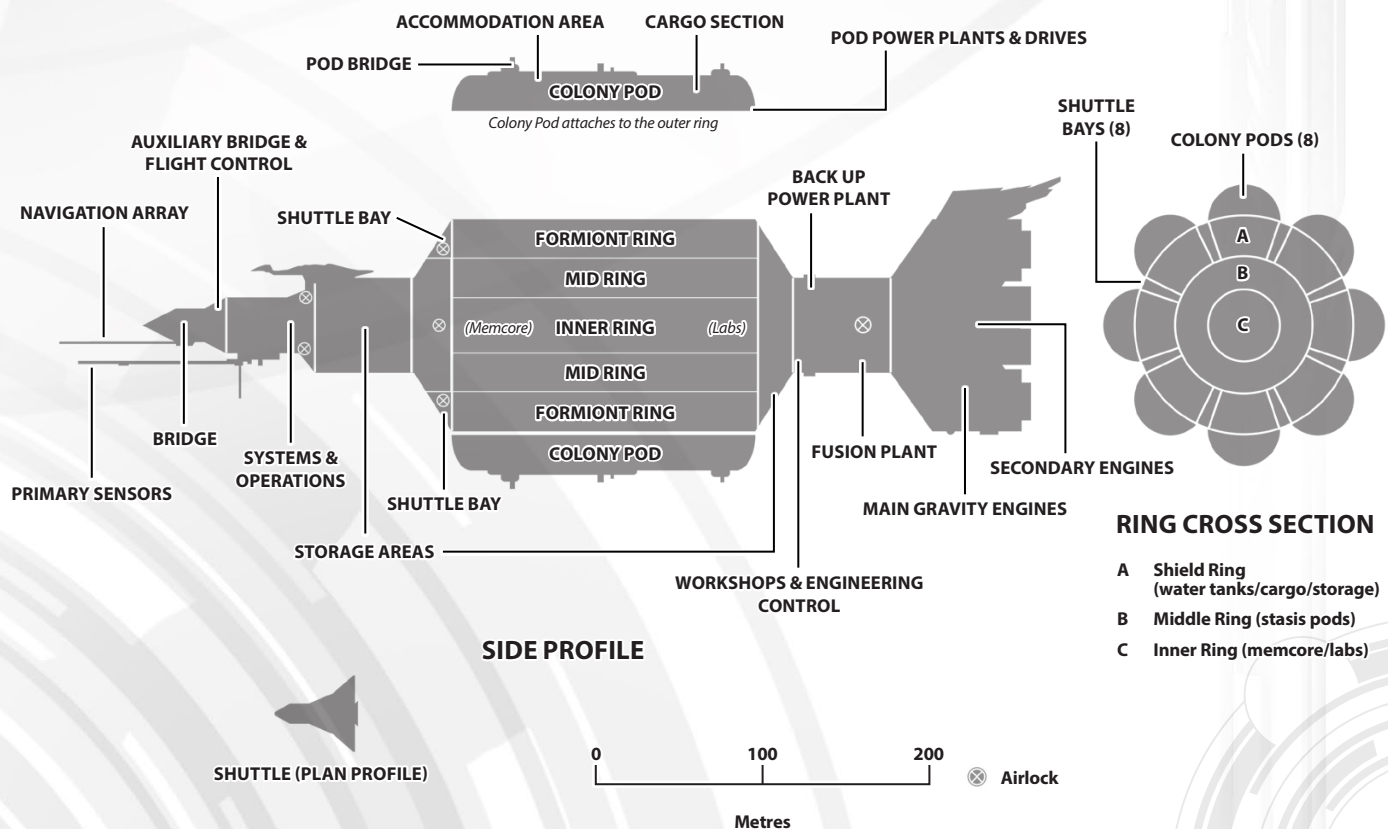 ACCOMMODATION AREA
CARGO SECTION
POD POWER PLANTS & DRIVES
POD BRIDGE
COLONY POD
Colony Pod attaches to the outer ring
SHUTTLE
BAYS (8)
COLONY PODS (8)
AUXILIARY BRIDGE &
FLIGHT CONTROL
BACK UP
POWER PLANT
NAVIGATION ARRAY
SHUTTLE BAY
FORMIONT RING
MID RING
(Memcore)
INNER RING
(Labs)
MID RING
FORMIONT RING
COLONY POD
A
B
C
BRIDGE
SYSTEMS &
OPERATIONS
PRIMARY SENSORS
SHUTTLE BAY
FUSION PLANT
SECONDARY ENGINES
MAIN GRAVITY ENGINES
STORAGE AREAS
WORKSHOPS & ENGINEERING
CONTROL
RING CROSS SECTION
A Shield Ring
(water tanks/cargo/storage)
B Middle Ring (stasis pods)
C Inner Ring (memcore/labs)
SIDE PROFILE
SHUTTLE (PLAN PROFILE)
0 100 200
Airlock
Metres